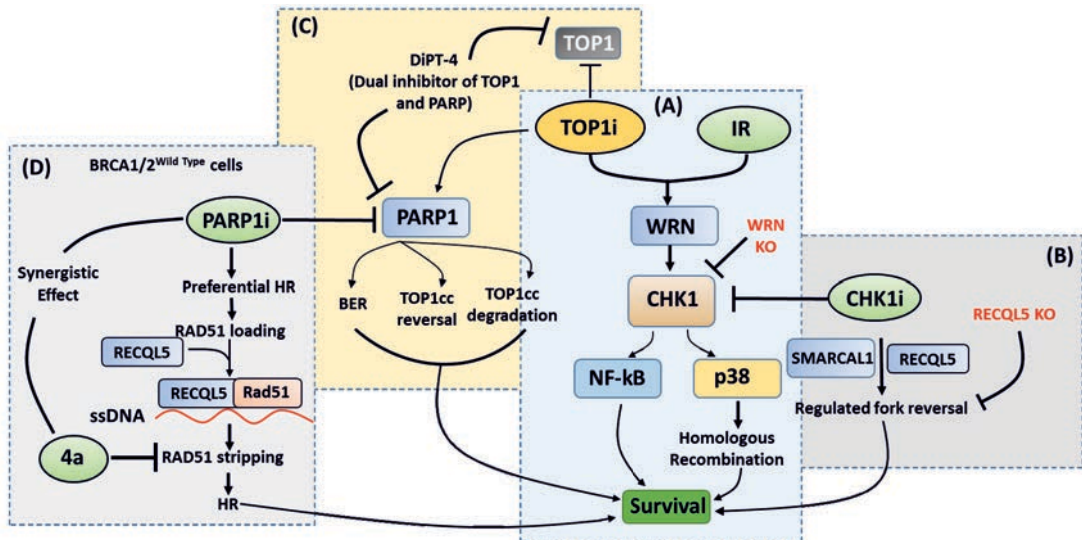 (C)
TOP1
DiPT-4
(Dual inhibitor of TOP1
and PARP)
(A)
TOP1i
IR
(D)
BRCA1/2Wild Type cells
PARP1i
PARP1
WRN
WRN
KO
(B)
Synergistic
Effect
Preferential HR
BER
TOP1cc
reversal
TOP1cc
degradation
CHK1
CHK1i
RECQL5 KO
RAD51 loading
RECQL5
SMARCAL1
RECQL5
NF-kB
p38
RECQL5
Rad51
ssDNA
Regulated fork reversal
Homologous
Recombination
4a
RAD51 stripping
HR
Survival